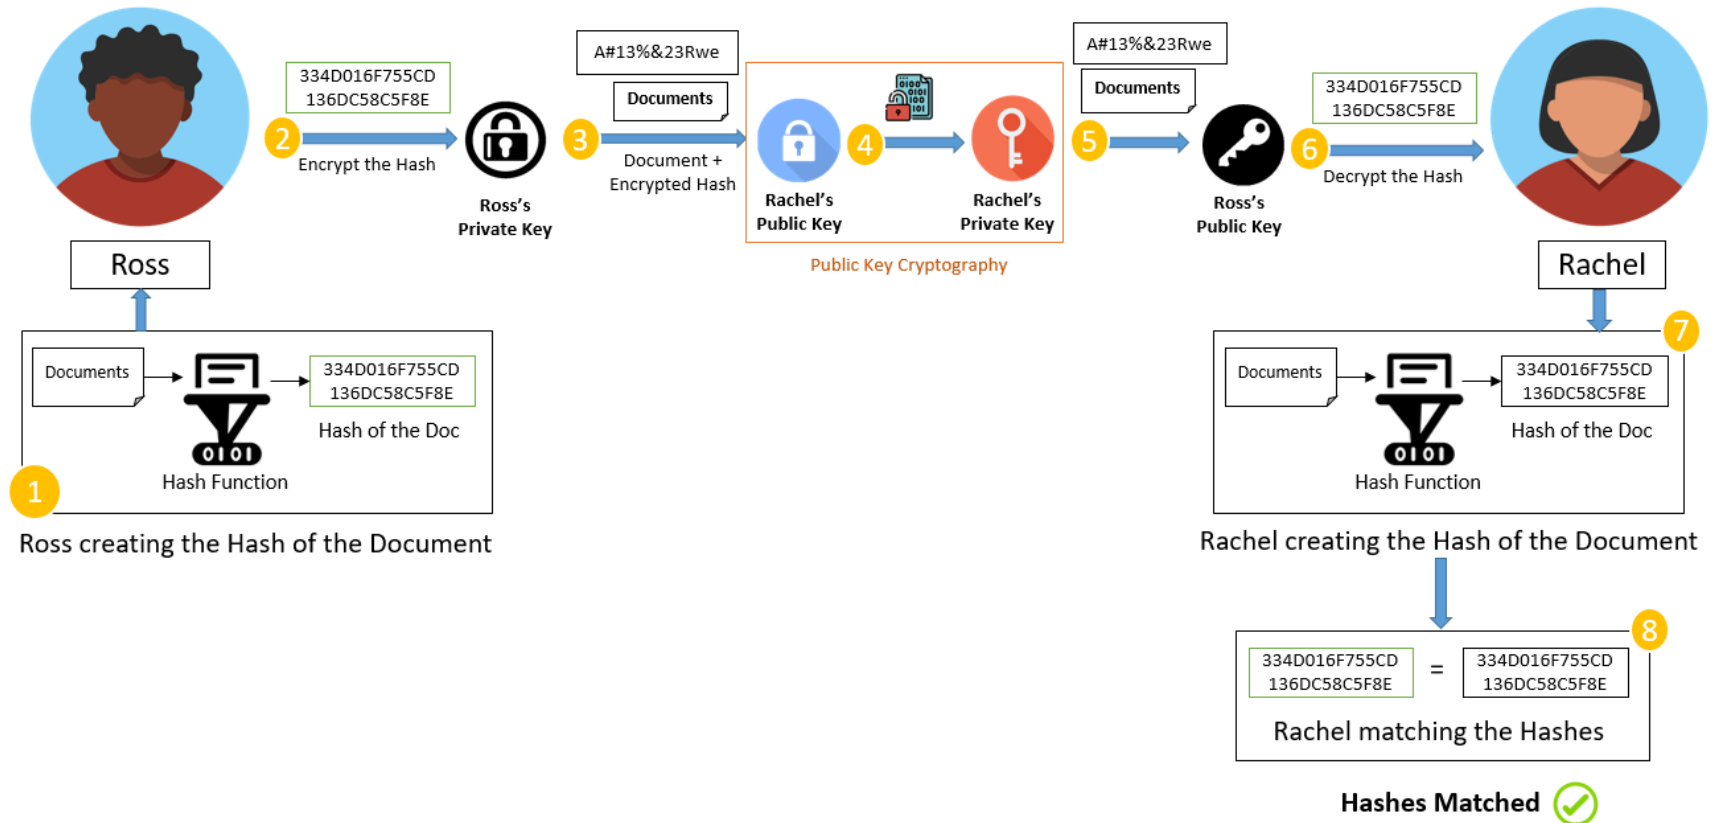 334D016F755CD
136DC58C5F8E
2
Encrypt the Hash
Ross's
Private Key
A#13%&23Rwe
Documents
3
Document +
Encrypted Hash
Rachel's
Public Key
4
Rachel's
Private Key
Public Key Cryptography
A#13%&23Rwe
Documents
5
Ross's
Public Key
334D016F755CD
136DC58C5F8E
6
Decrypt the Hash
Ross
Rachel
Documents
334D016F755CD
136DC58C5F8E
Hash of the Doc
0101
Hash Function
1
Ross creating the Hash of the Document
7
Documents
334D016F755CD
136DC58C5F8E
Hash of the Doc
0101
Hash Function
Rachel creating the Hash of the Document
8
334D016F755CD
136DC58C5F8E
=
334D016F755CD
136DC58C5F8E
Rachel matching the Hashes
Hashes Matched